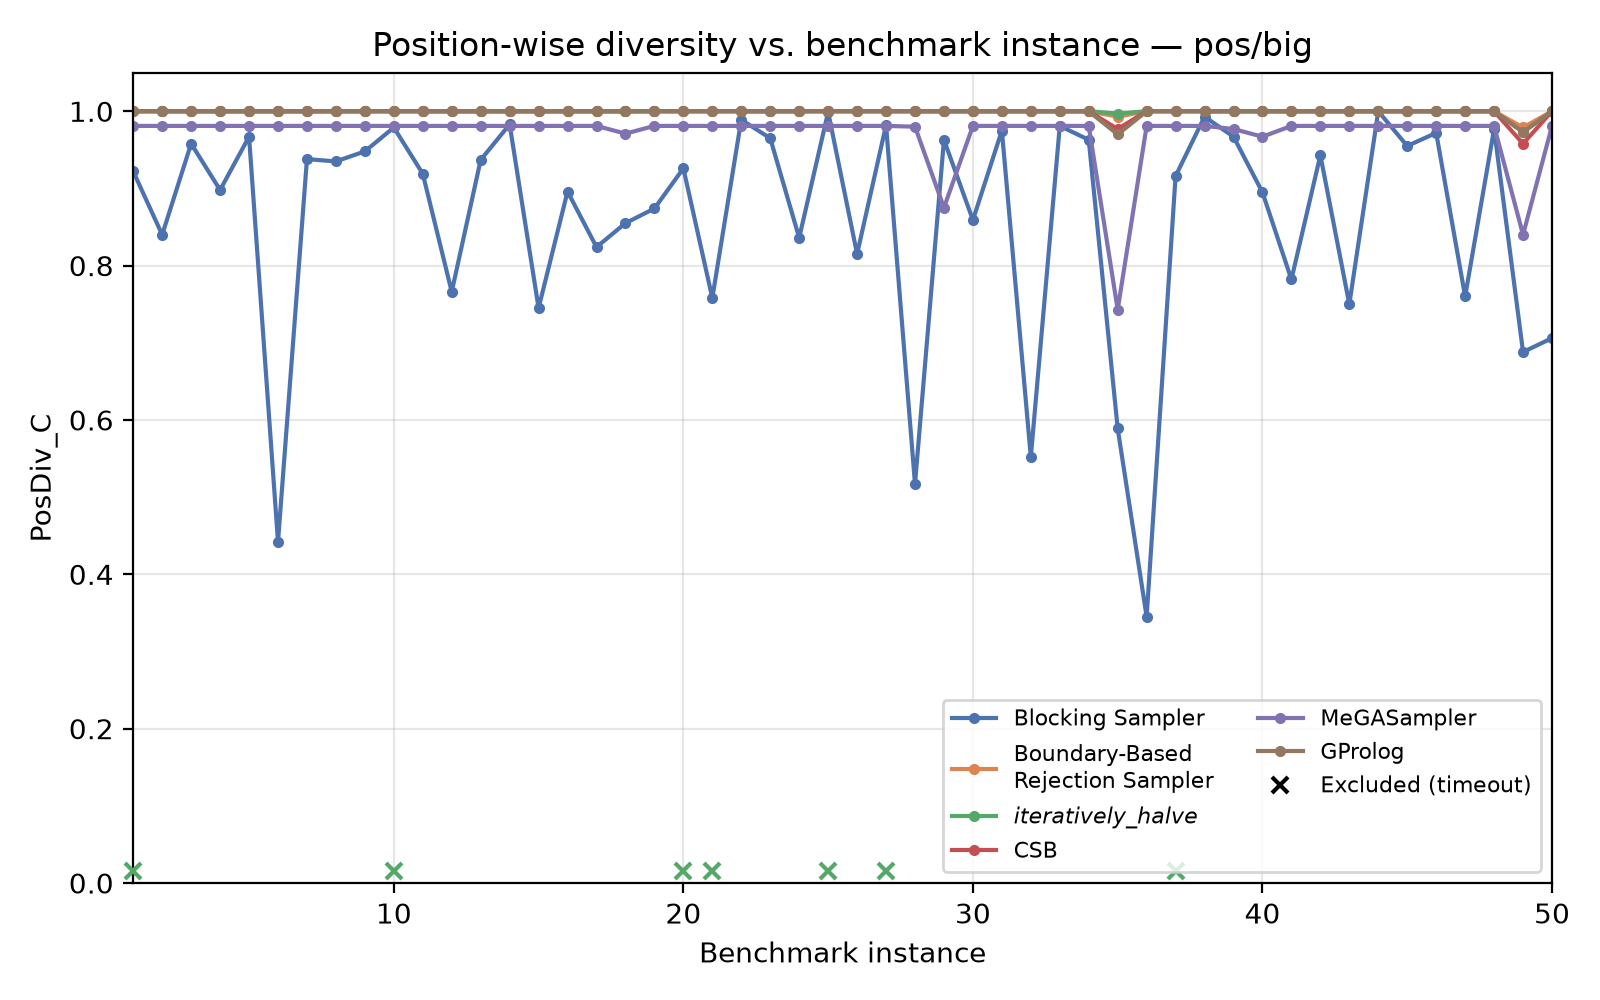 Position-wise diversity vs. benchmark instance — pos/big
PosDiv_C
1.0
0.8
0.6
0.4
0.2
0.0
10
20
30
40
50
Benchmark instance
Blocking Sampler
Boundary-Based
Rejection Sampler
iteratively_halve
CSB
MeGASampler
GProlog
Excluded (timeout)